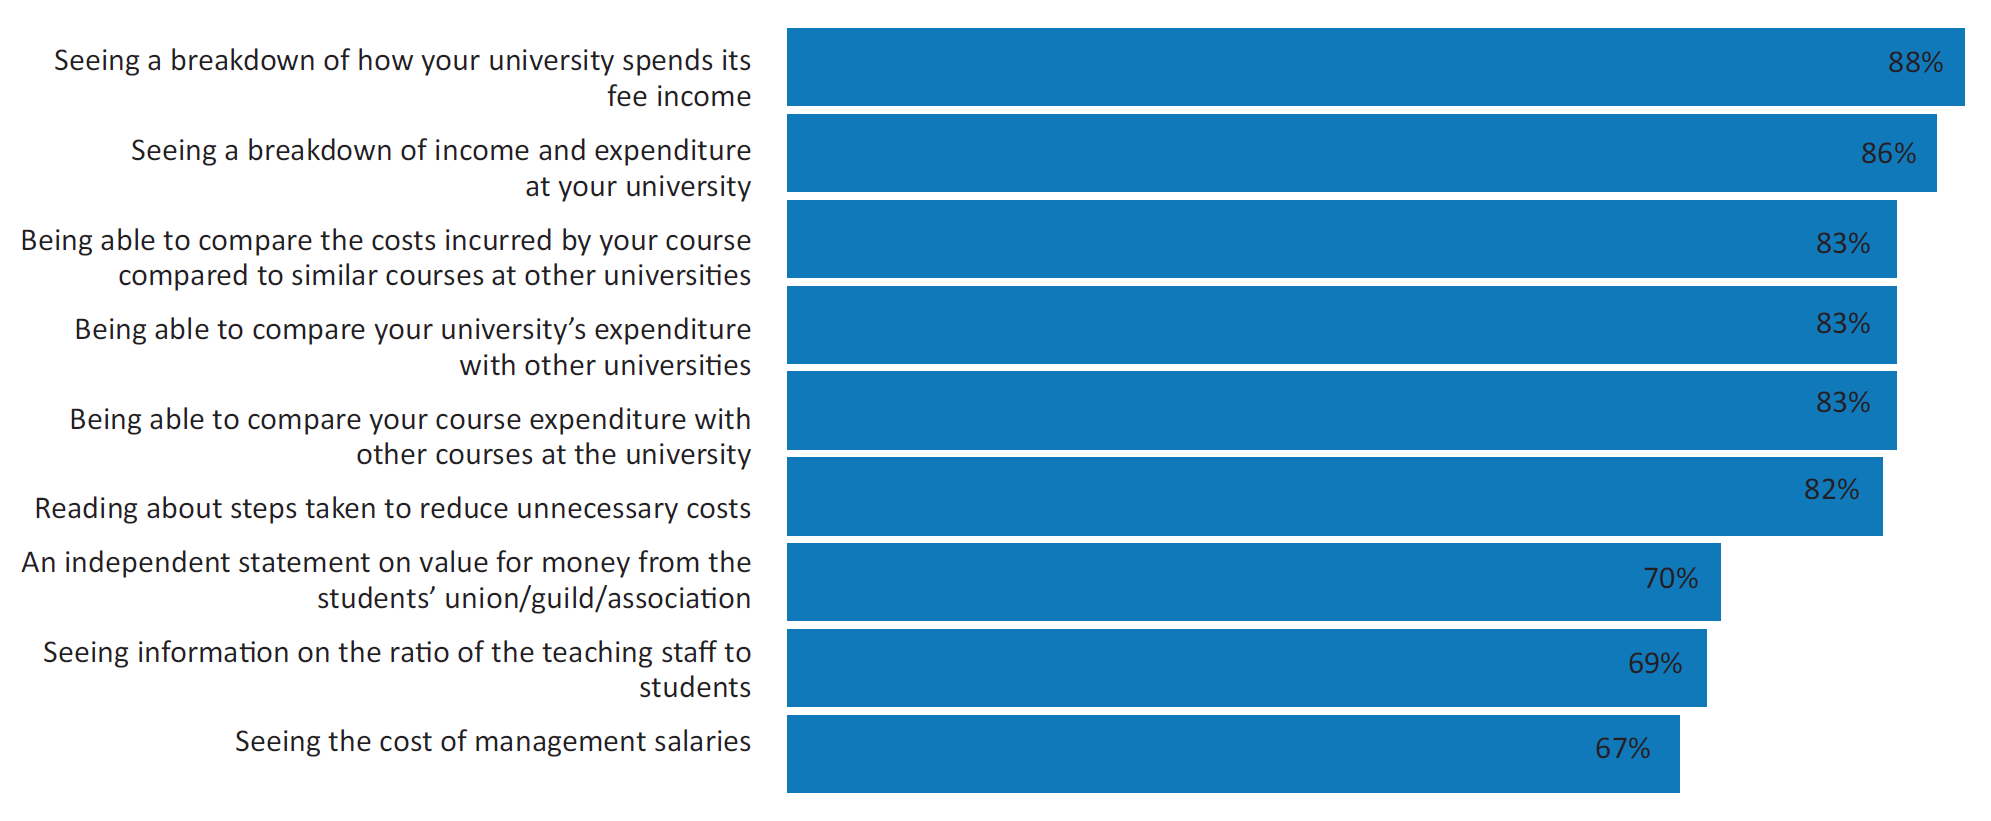 Seeing a breakdown of how your university spends its
fee income
88%
Seeing a breakdown of income and expenditure
at your university
86%
Being able to compare the costs incurred by your course
compared to similar courses at other universities
83%
Being able to compare your university’s expenditure
with other universities
83%
Being able to compare your course expenditure with
other courses at the university
83%
Reading about steps taken to reduce unnecessary costs
82%
An independent statement on value for money from the
students’ union/guild/association
70%
Seeing information on the ratio of the teaching staff to
students
69%
Seeing the cost of management salaries
67%